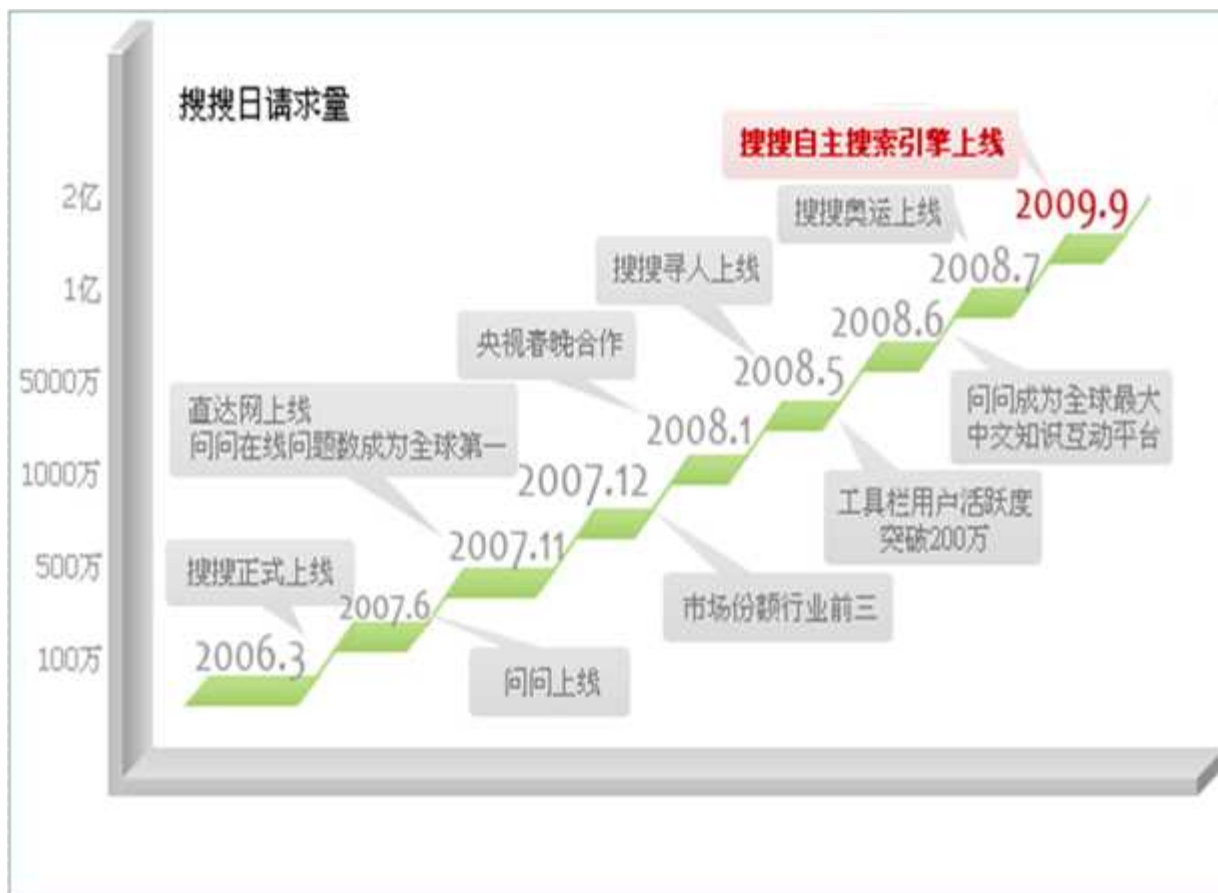 搜搜日请求量
搜搜自主搜索引擎上线
2亿
2009.9
搜搜奥运上线
搜搜寻人上线
2008.7
1亿
2008.6
央视春晚合作
2008.5
5000万
直达网上线
问问在线问题数成为全球第一
2008.1
问问成为全球最大
中文知识互动平台
1000万
2007.12
工具栏用户活跃度
突破200万
2007.11
500万
搜搜正式上线
2007.6
市场份额行业前三
100万
2006.3
问问上线